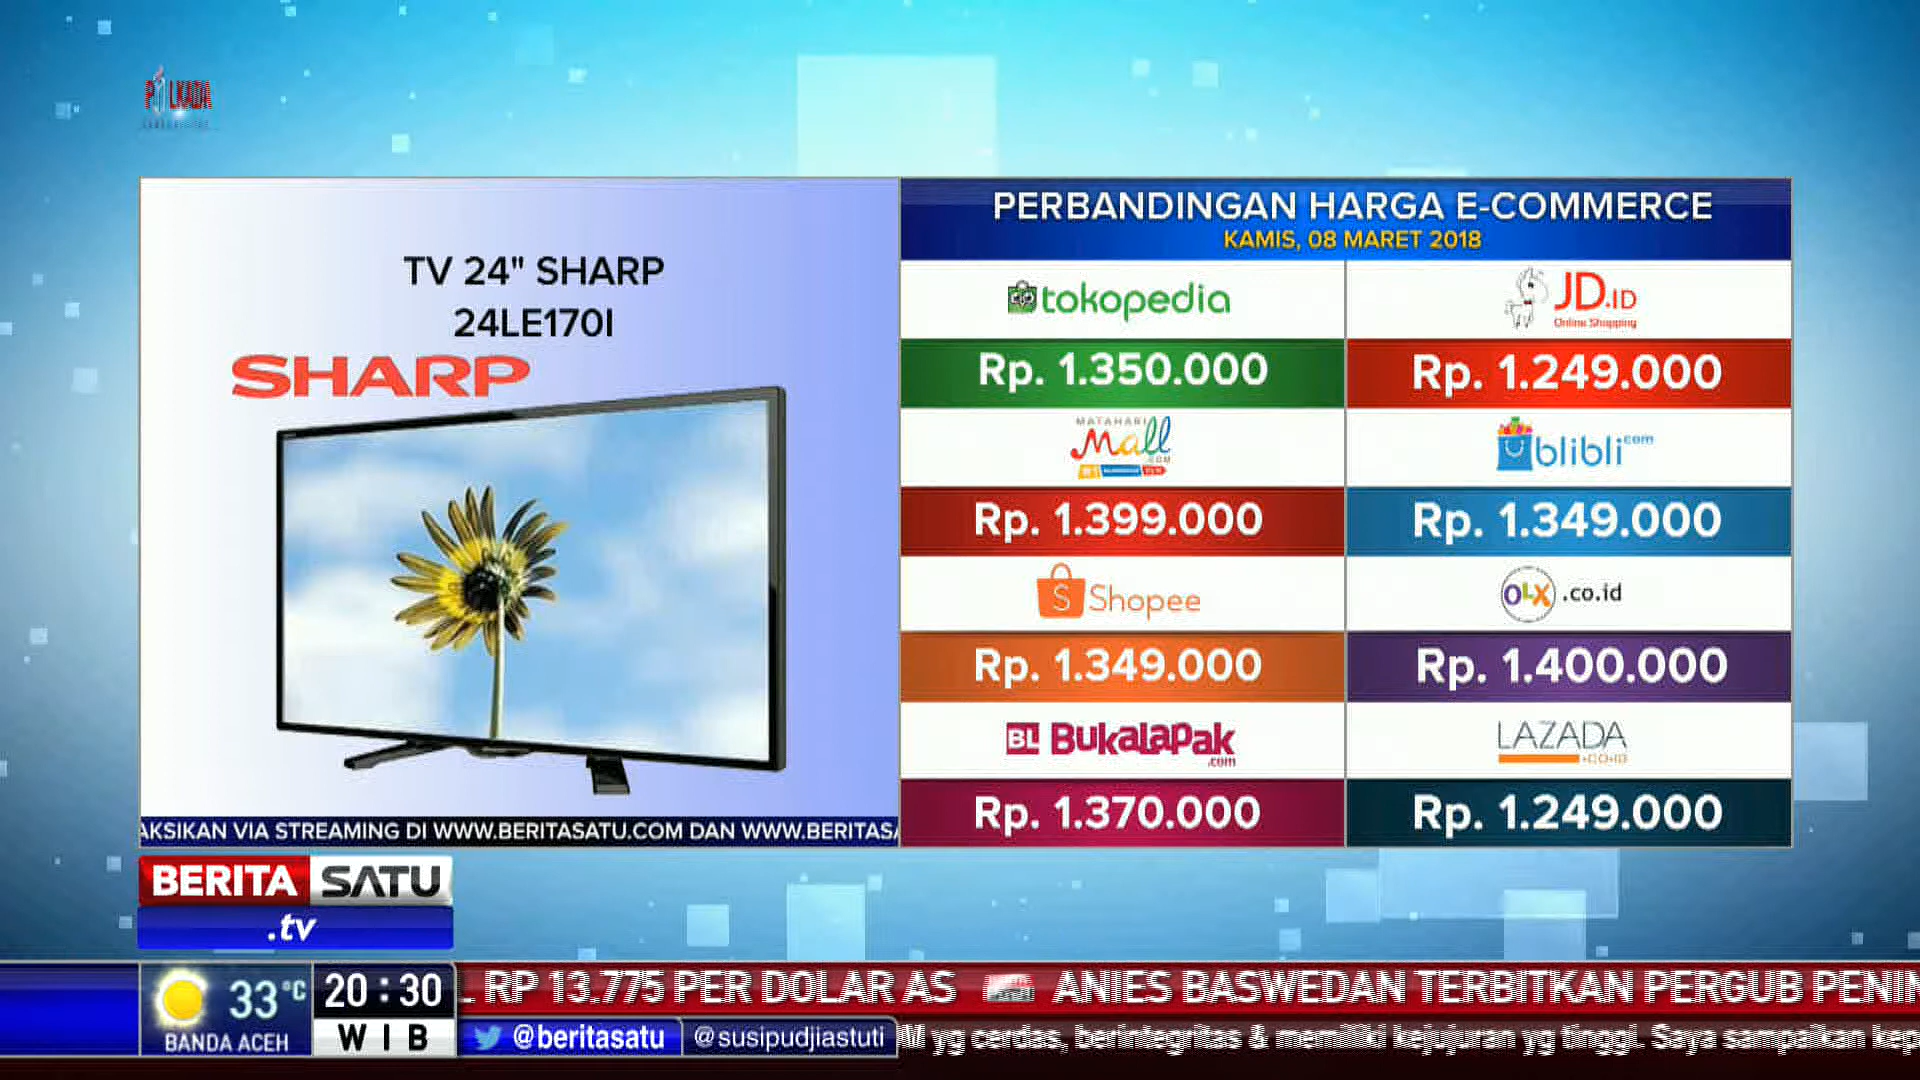 PILKADA
TV 24" SHARP
24LE170I
SHARP
PERBANDINGAN HARGA E-COMMERCE
KAMIS, 08 MARET 2018
tokopedia
JD.ID
Online Shopping
Rp. 1.350.000
Rp. 1.249.000
MATAHARI
Mall
.COM
blibli.com
Rp. 1.399.000
Rp. 1.349.000
S Shopee
OLX .co.id
Rp. 1.349.000
Rp. 1.400.000
BL Bukalapak
.com
LAZADA
.CO.ID
Rp. 1.370.000
Rp. 1.249.000
AKSIKAN VIA STREAMING DI WWW.BERITASATU.COM DAN WWW.BERITASA
BERITA SATU
.tv
33°C
BANDA ACEH
20:30
WIB
RP 13.775 PER DOLAR AS
ANIES BASWEDAN TERBITKAN PERGUB PENIN
@beritasatu
@susipudjiastuti
M yg cerdas, berintegritas & memiliki kejujuran yg tinggi. Saya sampaikan kep